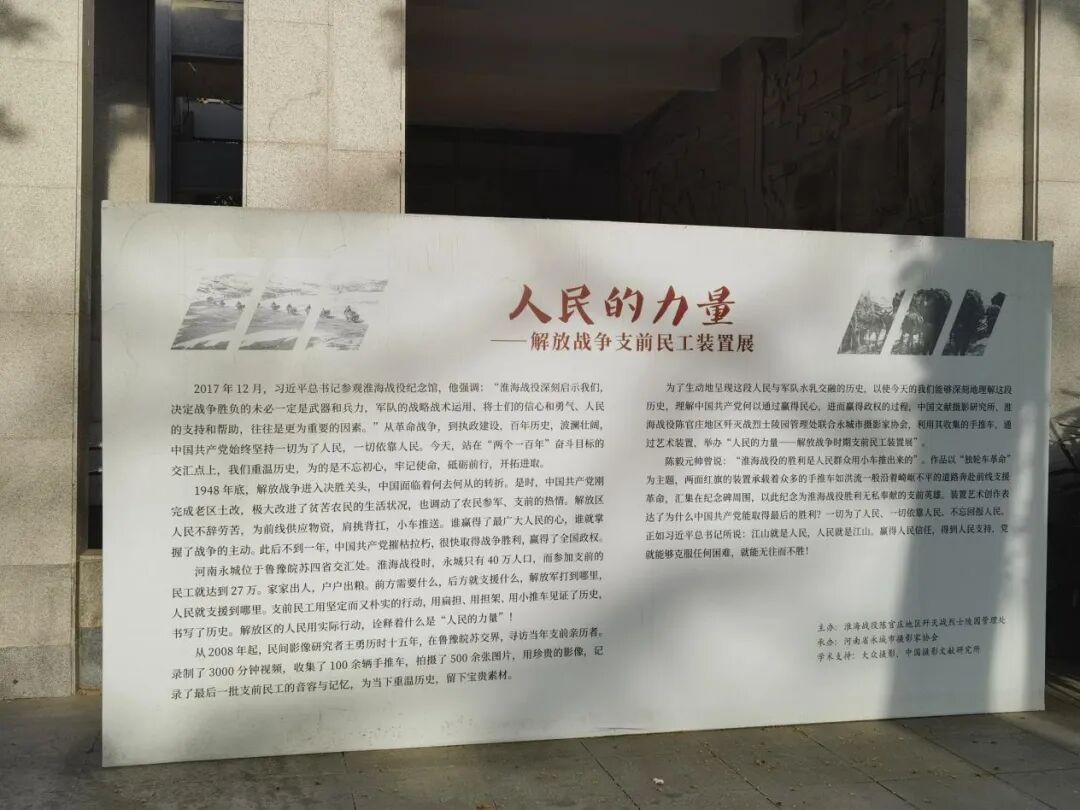 人民的力量
——解放战争支前民工装置展
2017 年 12 月，习近平总书记参观淮海战役纪念馆，他强调：“淮海战役深刻启示我们，
决定战争胜负的未必一定是武器和兵力，军队的战略战术运用、将士们的信心和勇气、人民
的支持和帮助，往往是更为重要的因素。”从革命战争，到执政建设，百年历史，波澜壮阔，
中国共产党始终坚持一切为了人民，一切依靠人民。今天，站在“两个一百年”奋斗目标的
交汇点上，我们重温历史，为的是不忘初心，牢记使命，砥砺前行，开拓进取。
1948 年底，解放战争进入决胜关头，中国面临着何去何从的转折。是时，中国共产党刚
完成老区土改，极大改进了贫苦农民的生活状况，也调动了农民参军、支前的热情。解放区
人民不辞劳苦，为前线供应物资，肩挑背扛，小车推送。谁赢得了最广大人民的心，谁就掌
握了战争的主动。此后不到一年，中国共产党摧枯拉朽，很快取得战争胜利，赢得了全国政权。
河南永城位于鲁豫皖苏四省交汇处。淮海战役时，永城只有 40 万人口，而参加支前的
民工就达到 27 万。家家出人，户户出粮。前方需要什么，后方就支援什么，解放军打到哪里，
人民就支援到哪里。支前民工用坚定而又朴实的行动，用扁担、用担架、用小推车见证了历史，
书写了历史。解放区的人民用实际行动，诠释着什么是“人民的力量”！
从 2008 年起，民间影像研究者王勇历时十五年，在鲁豫皖苏交界，寻访当年支前亲历者。
录制了 3000 分钟视频，收集了 100 余辆手推车，拍摄了 500 余张图片，用珍贵的影像，记
录了最后一批支前民工的音容与记忆，为当下重温历史，留下宝贵素材。
为了生动地呈现这段人民与军队水乳交融的历史，以使今天的我们能够深刻地理解这段
历史，理解中国共产党何以通过赢得民心，进而赢得政权的过程，中国文献摄影研究所、淮
海战役陈官庄地区歼灭战烈士陵园管理处联合永城市摄影家协会，利用其收集的手推车，通
过艺术装置，举办“人民的力量——解放战争时期支前民工装置展”。
陈毅元帅曾说：“淮海战役的胜利是人民群众用小车推出来的”。作品以“独轮车革命”
为主题，两面红旗的装置承载着众多的手推车如洪流一般沿着崎岖不平的道路奔赴前线支援
革命，汇集在纪念碑周围，以此纪念为淮海战役胜利无私奉献的支前英雄。装置艺术创作表
达了为什么中国共产党能取得最后的胜利？一切为了人民、一切依靠人民、不忘回报人民。
正如习近平总书记所说：江山就是人民，人民就是江山。赢得人民信任，得到人民支持，党
就能够克服任何困难，就能无往而不胜！
主办：淮海战役陈官庄地区歼灭战烈士陵园管理处
承办：河南省永城市摄影家协会
学术支持：大众摄影、中国摄影文献研究所